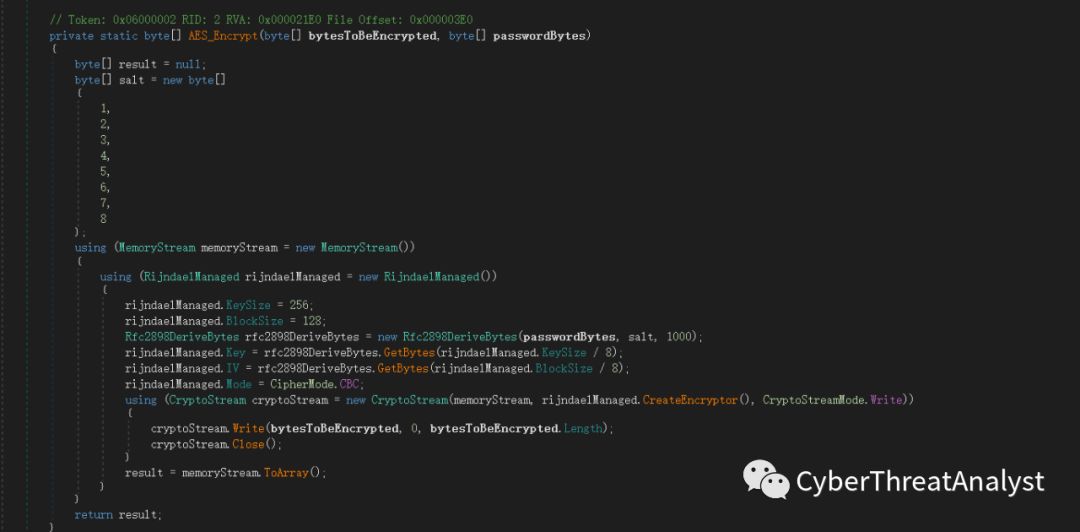 // Token: 0x06000002 RID: 2 RVA: 0x000021E0 File Offset: 0x000003E0
private static byte[] AES_Encrypt(byte[] bytesToBeEncrypted, byte[] passwordBytes)
{
byte[] result = null;
byte[] salt = new byte[]
{
1,
2,
3,
4,
5,
6,
7,
8
};
using (MemoryStream memoryStream = new MemoryStream())
{
using (RijndaelManaged rijndaelManaged = new RijndaelManaged())
{
rijndaelManaged.KeySize = 256;
rijndaelManaged.BlockSize = 128;
Rfc2898DeriveBytes rfc2898DeriveBytes = new Rfc2898DeriveBytes(passwordBytes, salt, 1000);
rijndaelManaged.Key = rfc2898DeriveBytes.GetBytes(rijndaelManaged.KeySize / 8);
rijndaelManaged.IV = rfc2898DeriveBytes.GetBytes(rijndaelManaged.BlockSize / 8);
rijndaelManaged.Mode = CipherMode.CBC;
using (CryptoStream cryptoStream = new CryptoStream(memoryStream, rijndaelManaged.CreateEncryptor(), CryptoStreamMode.Write))
{
cryptoStream.Write(bytesToBeEncrypted, 0, bytesToBeEncrypted.Length);
cryptoStream.Close();
}
result = memoryStream.ToArray();
}
}
return result;
}
CyberThreatAnalyst